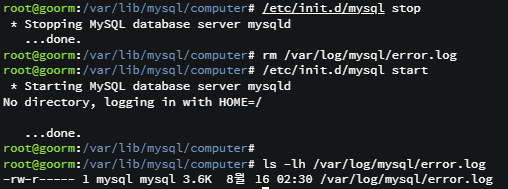 root@goorm:/var/lib/mysql/computer# /etc/init.d/mysql stop
 * Stopping MySQL database server mysqld
   ...done.
root@goorm:/var/lib/mysql/computer# rm /var/log/mysql/error.log
root@goorm:/var/lib/mysql/computer# /etc/init.d/mysql start
 * Starting MySQL database server mysqld
No directory, logging in with HOME=/
   ...done.
root@goorm:/var/lib/mysql/computer#
root@goorm:/var/lib/mysql/computer# ls -lh /var/log/mysql/error.log
-rw-r----- 1 mysql mysql 3.6K  8월  16 02:30 /var/log/mysql/error.log